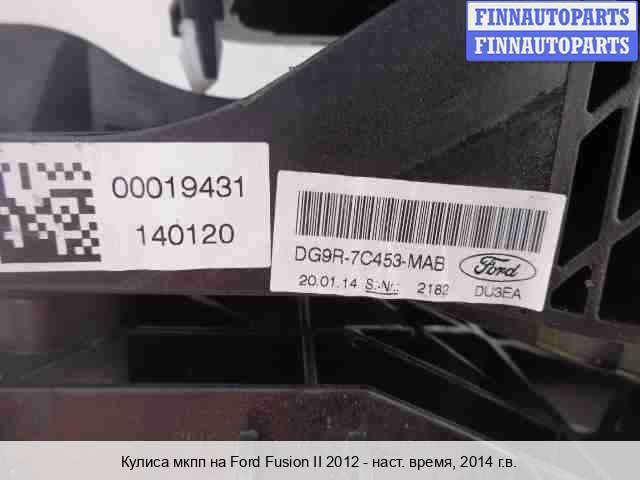 FINNAUTOPARTS
FINNAUTOPARTS
00019431
140120
DG9R-7C453-MAB
Ford
20.01.14. S.-Nr.: 2182 DU3EA
Кулиса мкпп на Ford Fusion II 2012 - наст. время, 2014 г.в.